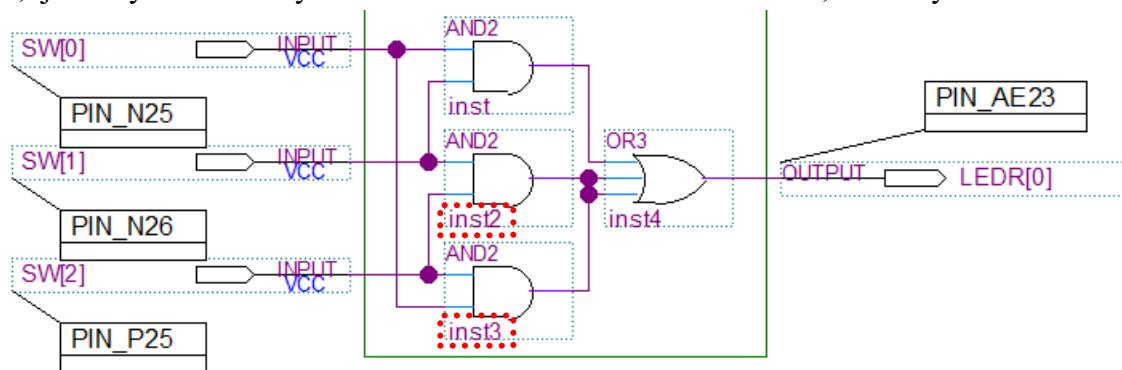 AND2
SW[0]
INPUT
VCC
PIN_N25
inst
PIN_AE23
AND2
OR3
SW[1]
INPUT
VCC
OUTPUT
LEDR[0]
PIN_N26
inst2
inst4
AND2
SW[2]
INPUT
VCC
PIN_P25
inst3